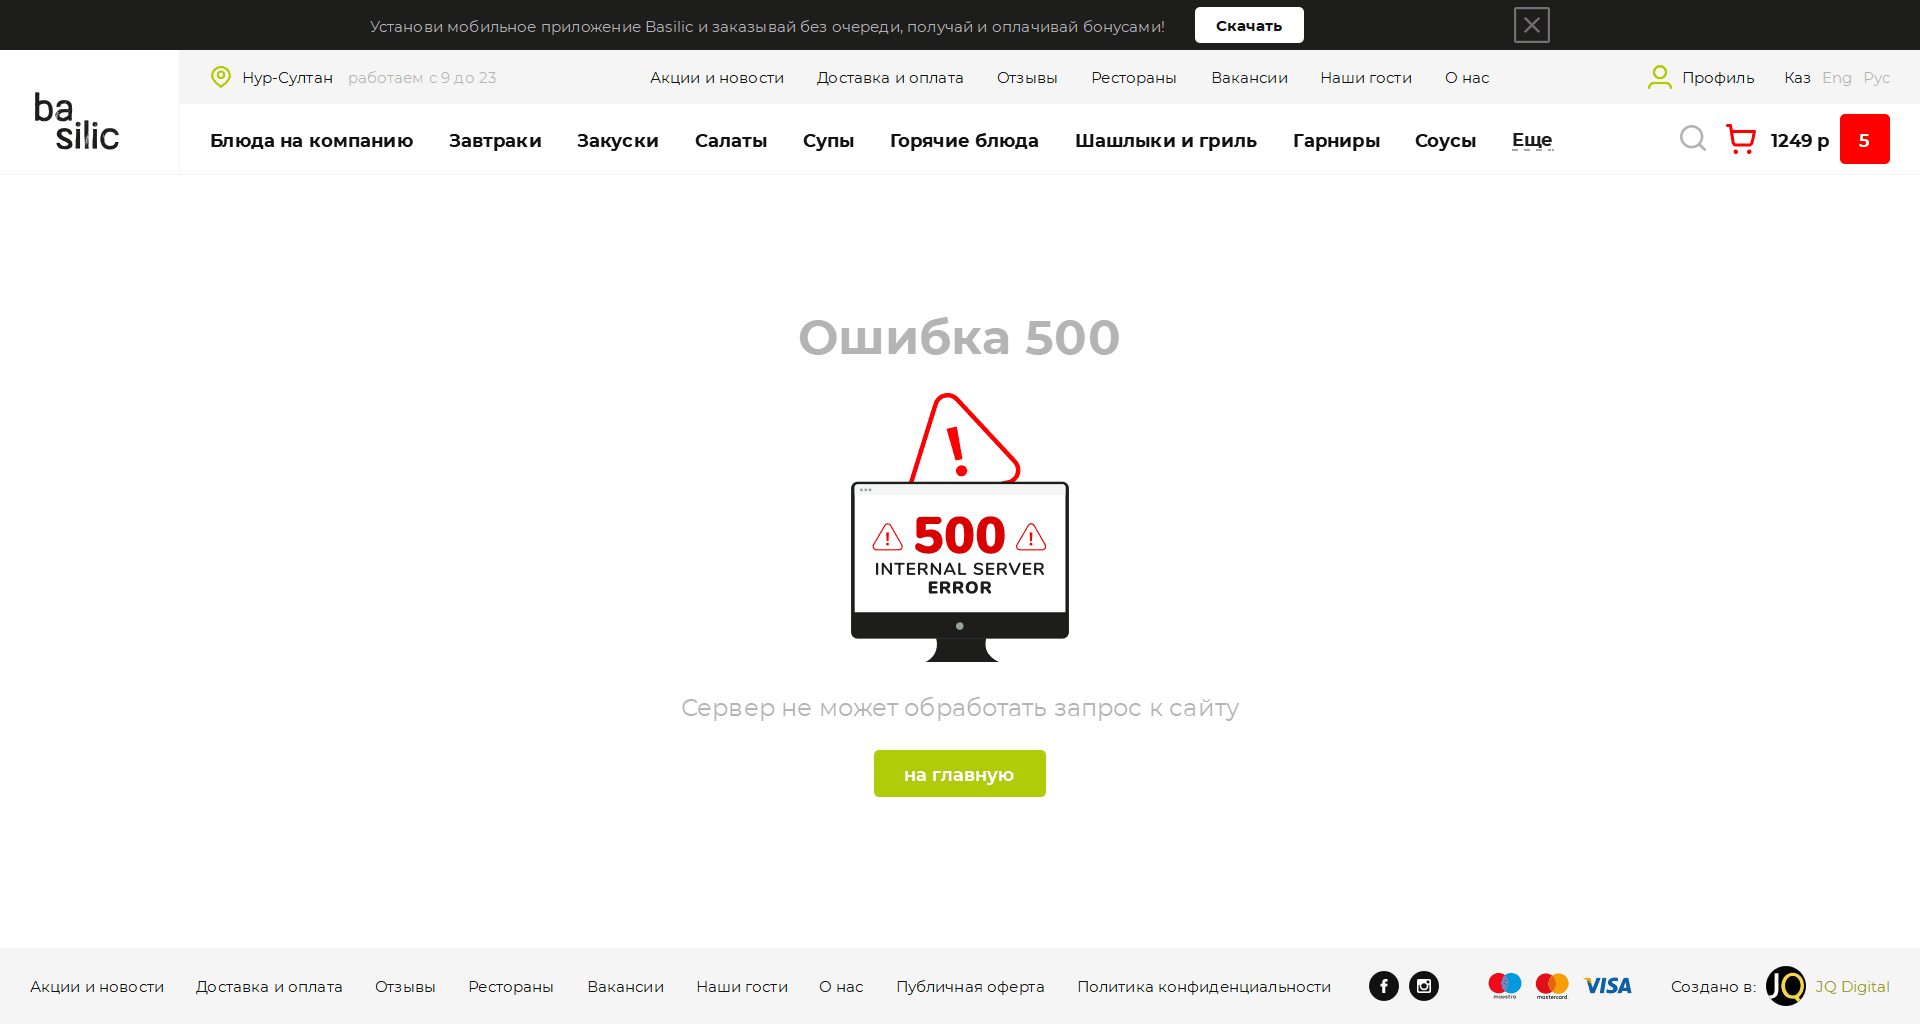 Установи мобильное приложение Basilic и заказывай без очереди, получай и оплачивай бонусами!
Скачать
basilic
Нур-Султан
работаем с 9 до 23
Акции и новости
Доставка и оплата
Отзывы
Рестораны
Вакансии
Наши гости
О нас
Профиль
Каз
Eng
Рус
Блюда на компанию
Завтраки
Закуски
Салаты
Супы
Горячие блюда
Шашлыки и гриль
Гарниры
Соусы
Еще
1249 р
5
Ошибка 500
!
! 500 !
INTERNAL SERVER
ERROR
Сервер не может обработать запрос к сайту
на главную
Акции и новости
Доставка и оплата
Отзывы
Рестораны
Вакансии
Наши гости
О нас
Публичная оферта
Политика конфиденциальности
maestro
mastercard
VISA
Создано в:
JQ
JQ Digital